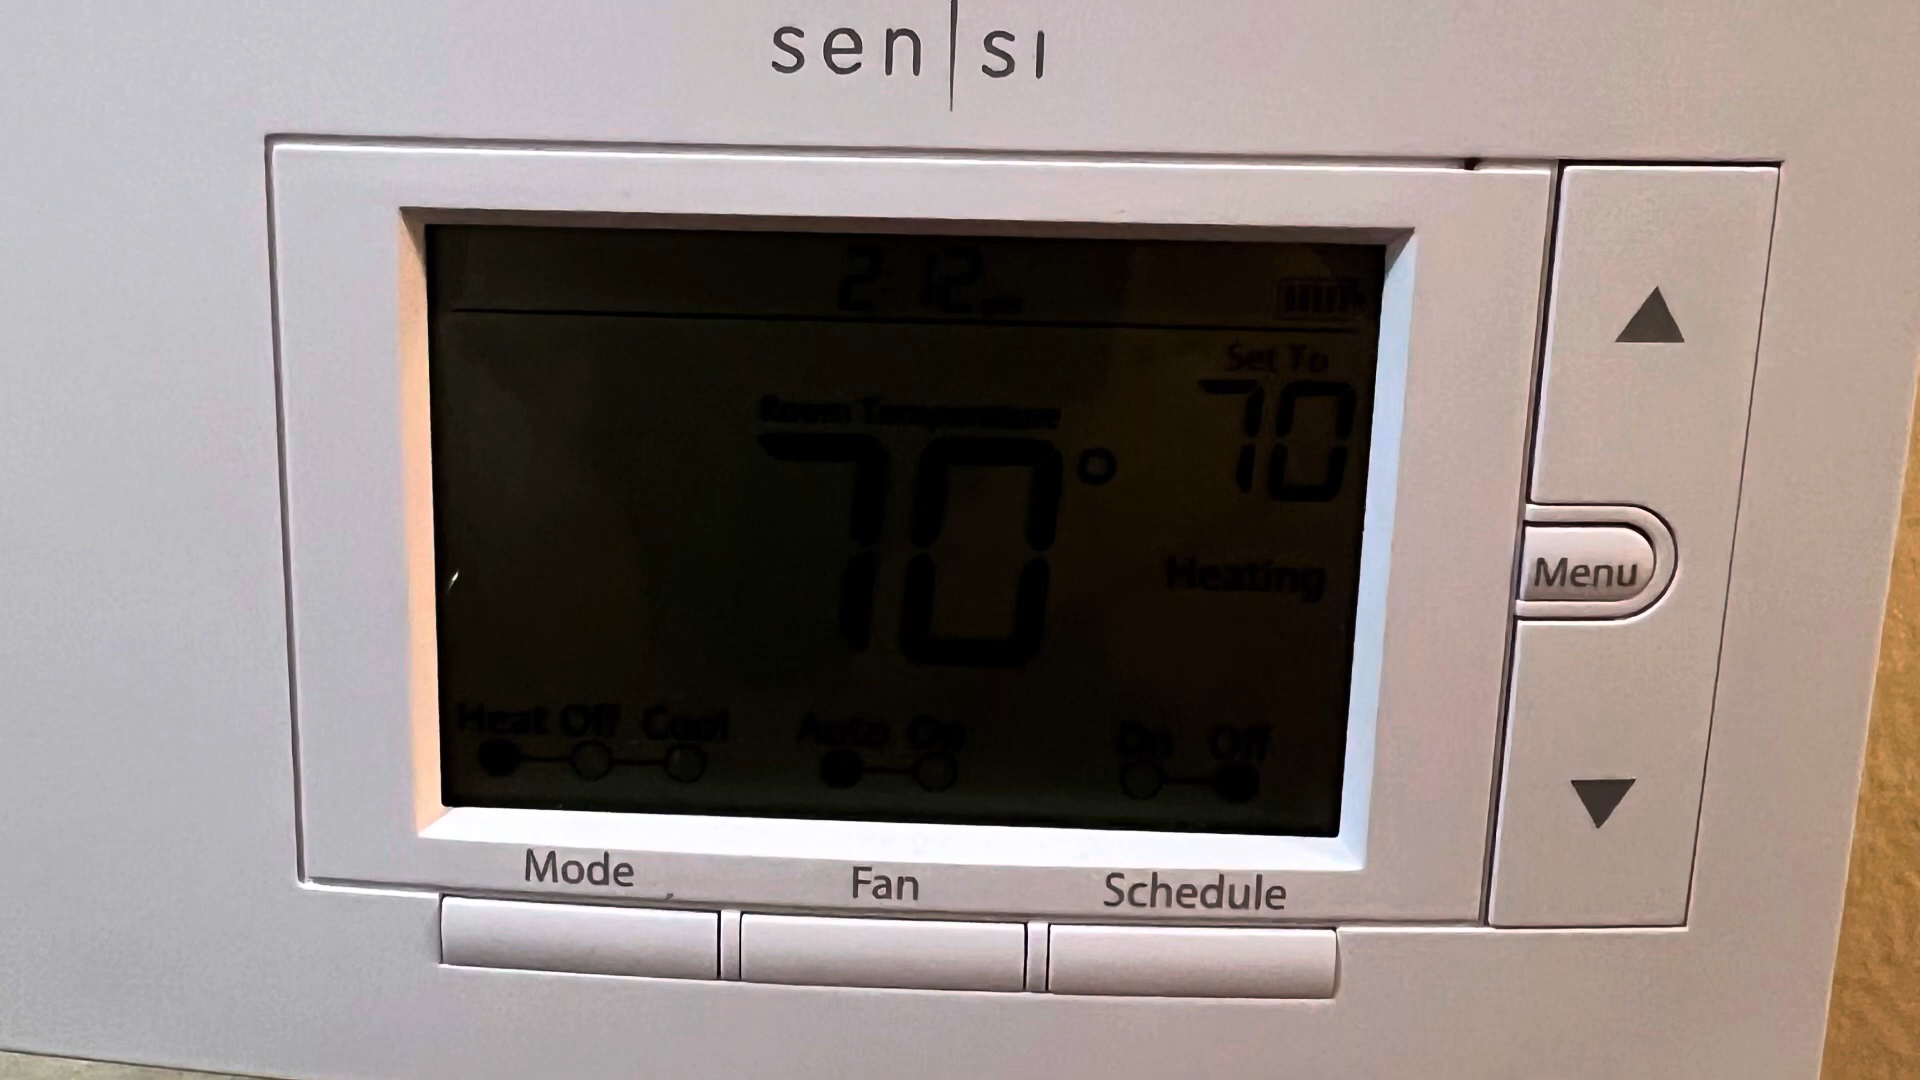 sen|si
2:12 pm
Set To
Room Temperature
70
70°
Heating
Heat Off Cool
Auto On
On Off
Menu
Mode
Fan
Schedule